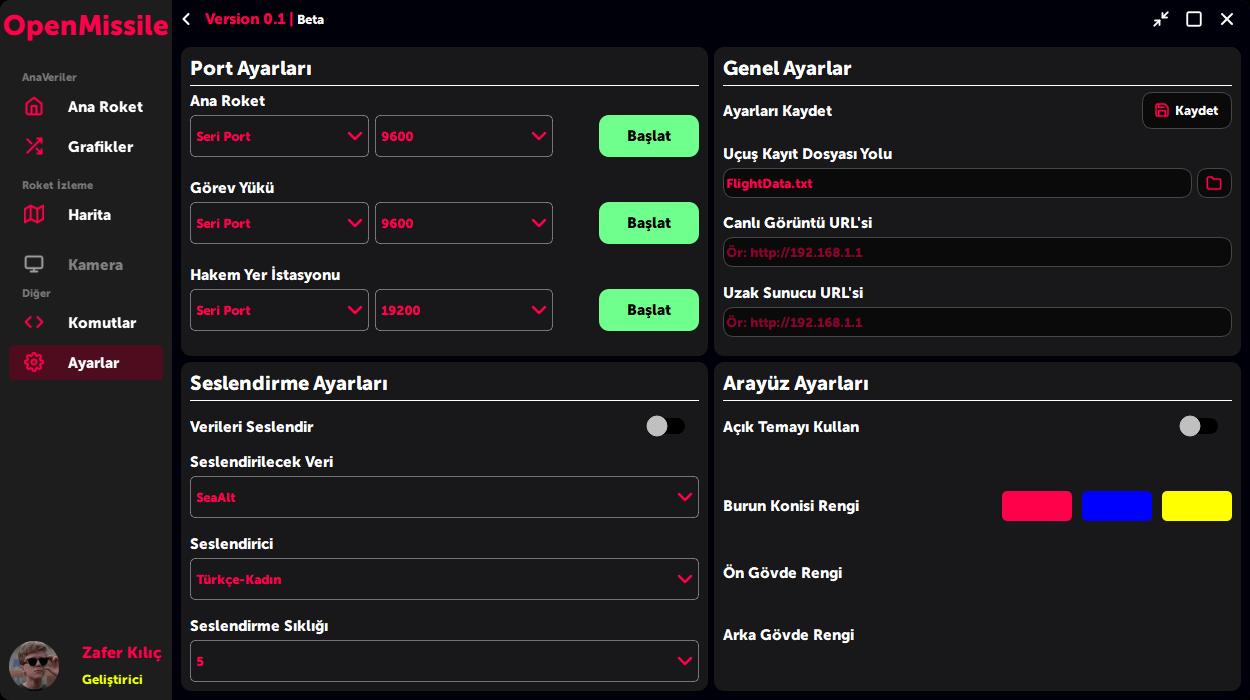 OpenMissile
Version 0.1 | Beta
AnaVeriler
Ana Roket
Grafikler
Roket İzleme
Harita
Kamera
Diğer
Komutlar
Ayarlar
Zafer Kılıç
Geliştirici
Port Ayarları
Ana Roket
Seri Port 9600 Başlat
Görev Yükü
Seri Port 9600 Başlat
Hakem Yer İstasyonu
Seri Port 19200 Başlat
Genel Ayarlar
Ayarları Kaydet Kaydet
Uçuş Kayıt Dosyası Yolu
FlightData.txt
Canlı Görüntü URL'si
Ör: http://192.168.1.1
Uzak Sunucu URL'si
Ör: http://192.168.1.1
Seslendirme Ayarları
Verileri Seslendir
Seslendirilecek Veri
SeaAlt
Seslendirici
Türkçe-Kadın
Seslendirme Sıklığı
5
Arayüz Ayarları
Açık Temayı Kullan
Burun Konisi Rengi
Ön Gövde Rengi
Arka Gövde Rengi